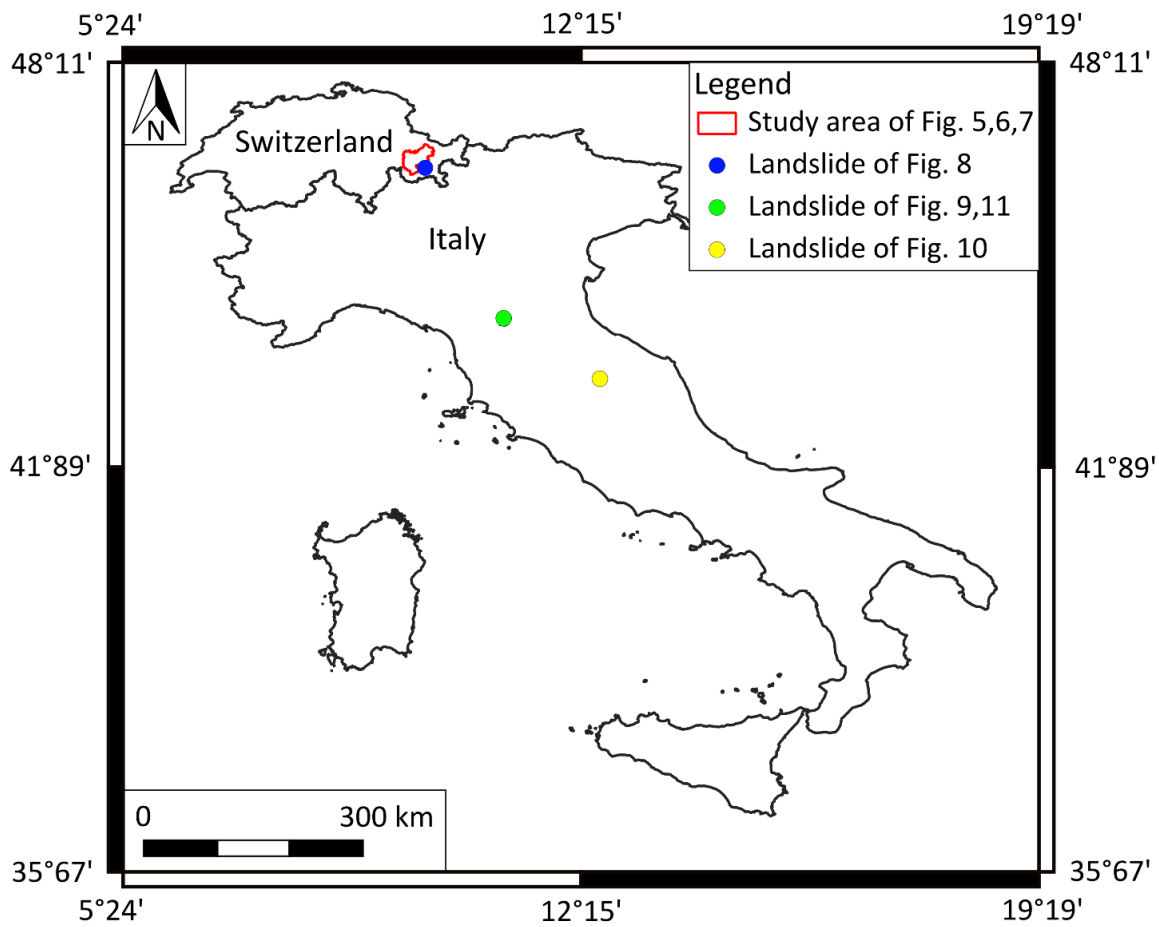 5°24' 12°15' 19°19'
48°11' 48°11'
N
Legend
Study area of Fig. 5,6,7
Landslide of Fig. 8
Landslide of Fig. 9,11
Landslide of Fig. 10
Switzerland
Italy
41°89' 41°89'
0 300 km
35°67' 35°67'
5°24' 12°15' 19°19'